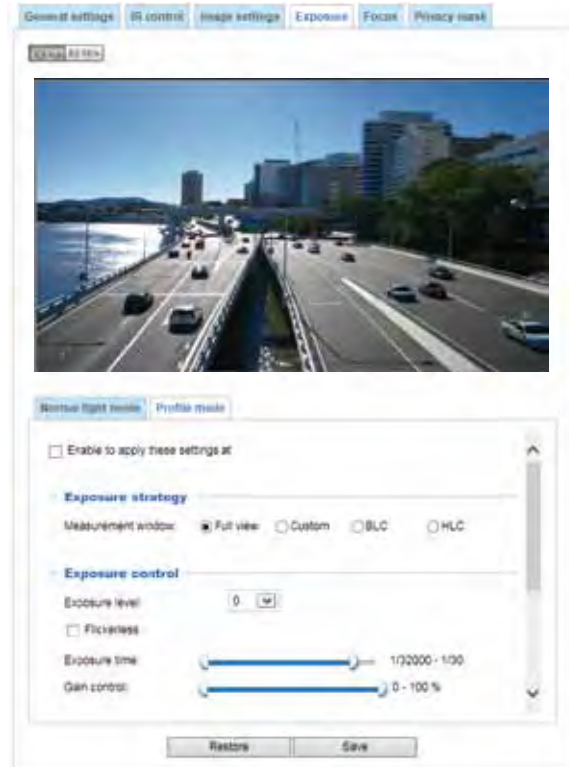 General settings IR control Image settings Exposure Focus Privacy mask
Normal light mode Profile mode
Enable to apply these settings at
Exposure strategy
Measurement window: Full view Custom BLC HLC
Exposure control
Exposure level: 0
Flickerless
Exposure time: 1/32000 - 1/30
Gain control: 0 - 100 %
Restore Save